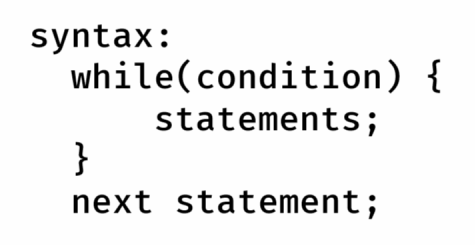 syntax:
while(condition) {
statements;
}
next statement;